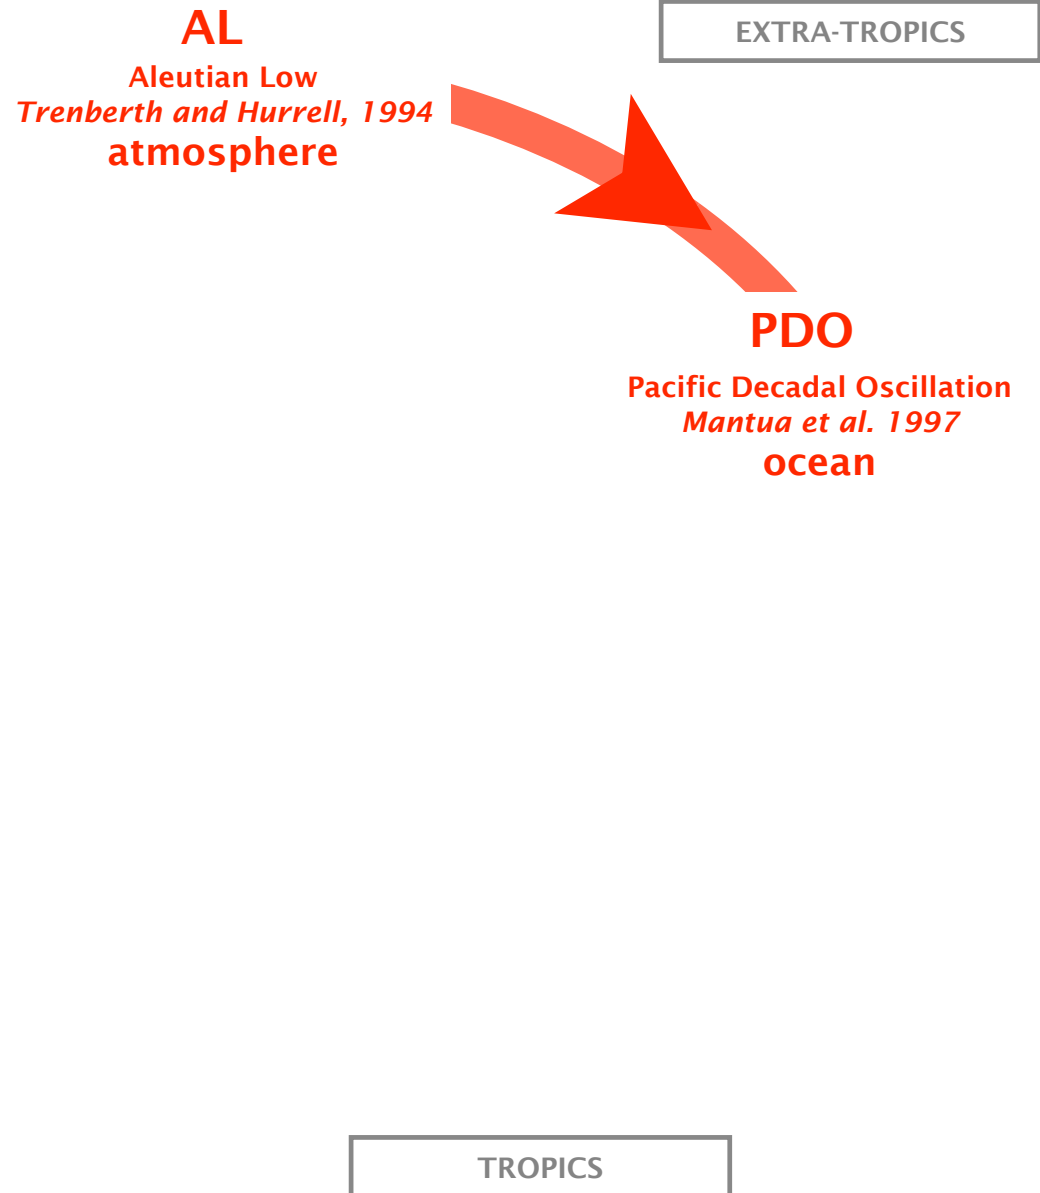 AL
Aleutian Low
Trenberth and Hurrell, 1994
atmosphere
EXTRA-TROPICS
PDO
Pacific Decadal Oscillation
Mantua et al. 1997
ocean
TROPICS